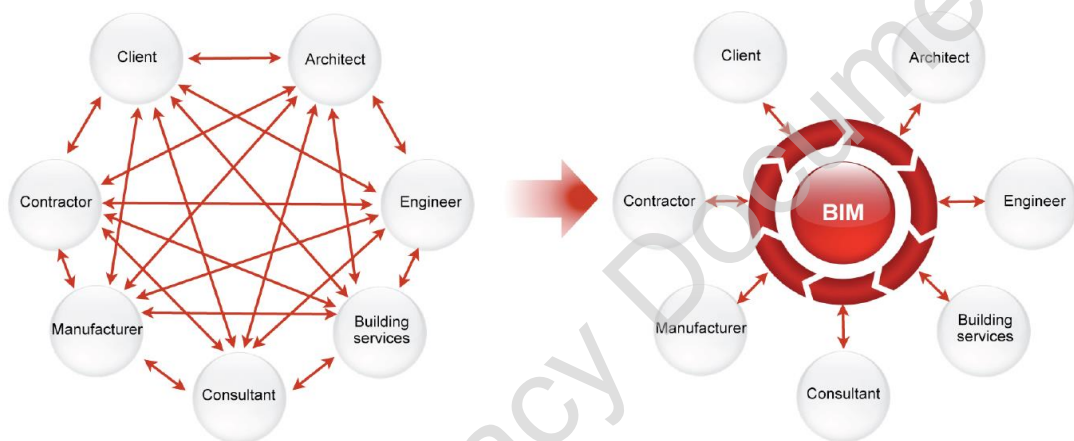 Client
Architect
Contractor
Engineer
Manufacturer
Building
services
Consultant
Client
Architect
Contractor
BIM
Engineer
Manufacturer
Building
services
Consultant